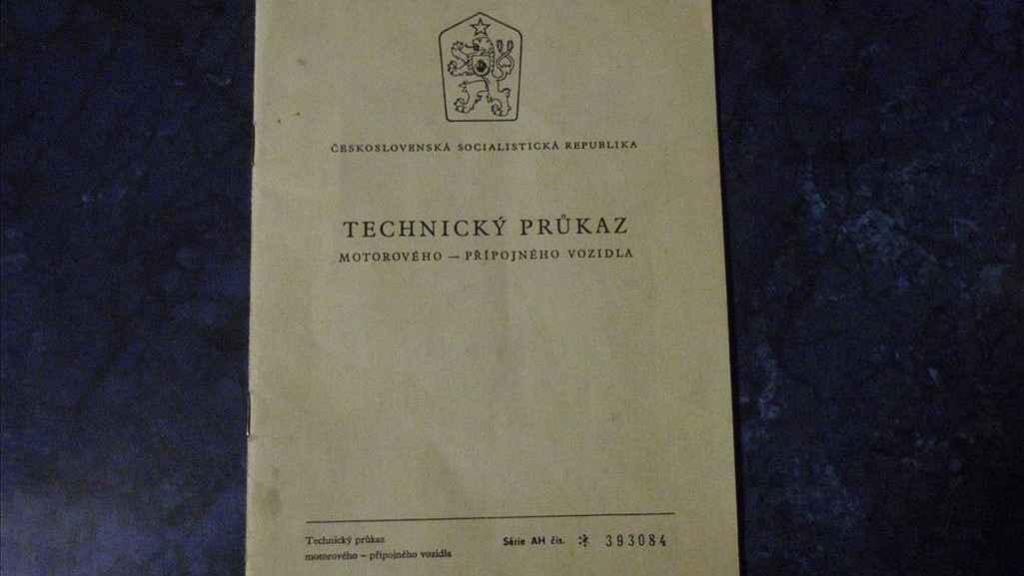 ČESKOSLOVENSKÁ SOCIALISTICKÁ REPUBLIKA
TECHNICKÝ PRŮKAZ
MOTOROVÉHO — PŘÍPOJNÉHO VOZIDLA
Technický průkaz
motorového – přípojného vozidla
Série AH čís. ✻ 393084